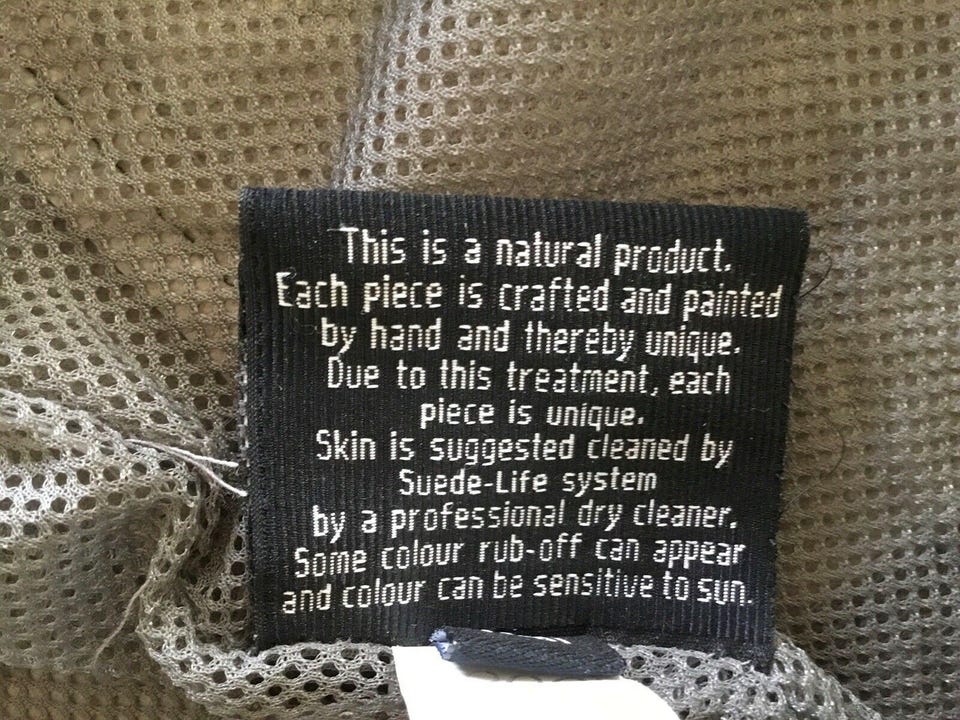 This is a natural product.
Each piece is crafted and painted
by hand and thereby unique.
Due to this treatment, each
piece is unique.
Skin is suggested cleaned by
Suede-Life system
by a professional dry cleaner.
Some colour rub-off can appear
and colour can be sensitive to sun.